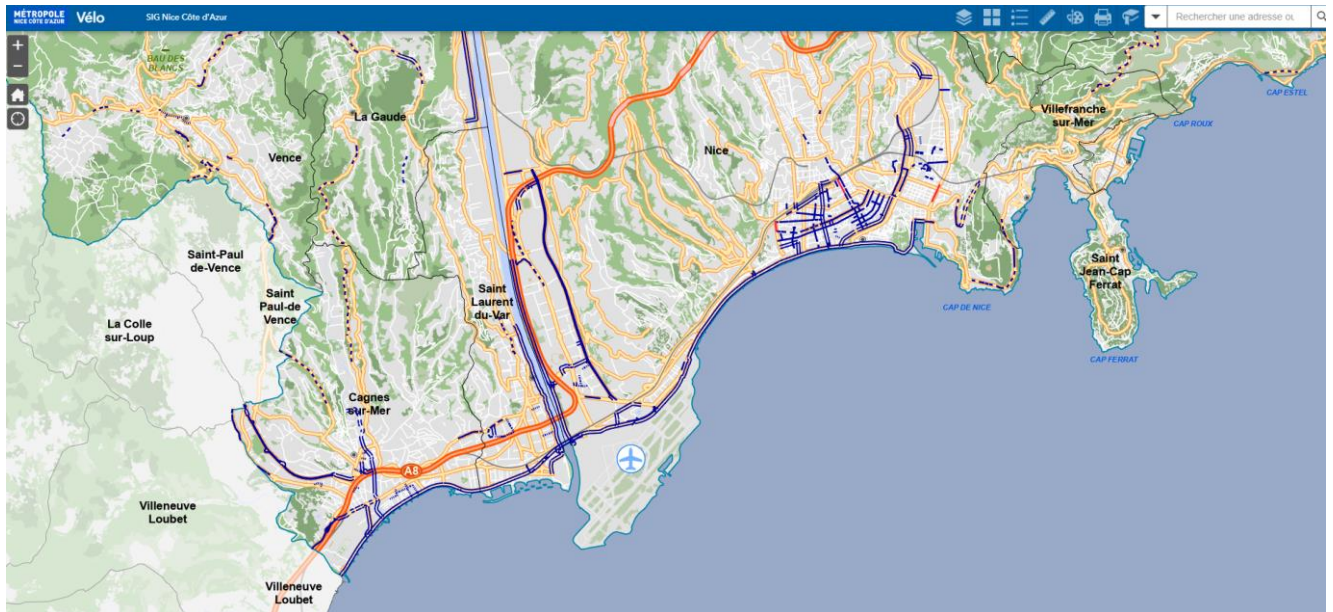 MÉTROPOLE
NICE CÔTE D'AZUR
Vélo
SIG Nice Côte d'Azur
Rechercher une adresse ou
BAU DES
BLANCS
La Gaude
Vence
Nice
Villefranche
sur-Mer
CAP ESTEL
CAP ROUX
Saint-Paul
de-Vence
Saint
Paul-de
Vence
Saint
Laurent
du-Var
Saint
Jean-Cap
Ferrat
La Colle
sur-Loup
CAP DE NICE
CAP FERRAT
Cagnes
sur-Mer
A8
Villeneuve
Loubet
Villeneuve
Loubet